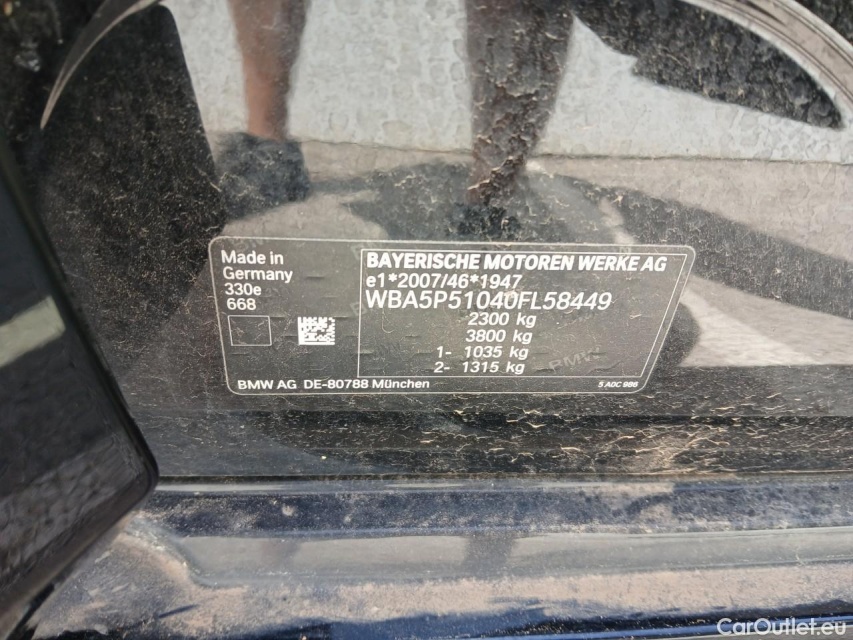 Made in
Germany
330e
668
BAYERISCHE MOTOREN WERKE AG
e1*2007/46*1947
WBA5P51040FL58449
2300 kg
3800 kg
1- 1035 kg
2- 1315 kg
BMW AG DE-80788 München
5 A0C 986
BMW
CarOutlet.eu